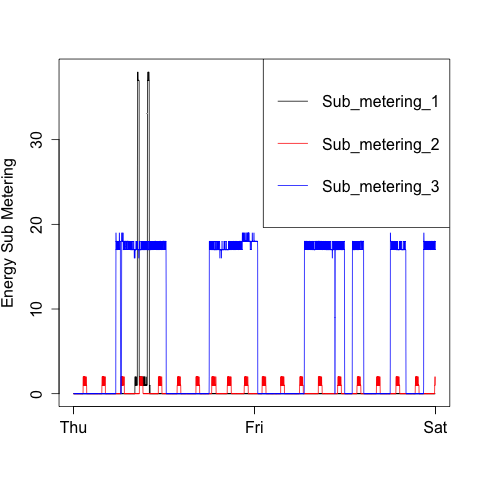 Sub_metering_1
Sub_metering_2
Sub_metering_3
Energy Sub Metering
30
20
10
0
Thu
Fri
Sat